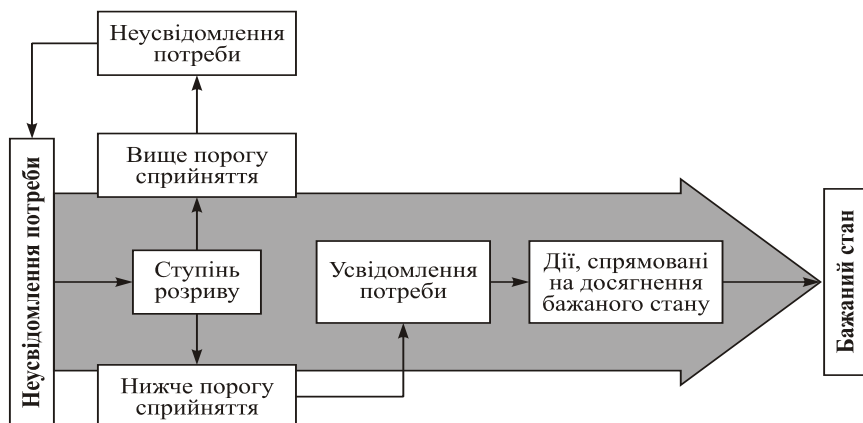 Неусвідомлення
потреби
Неусвідомлення потреби
Вище порогу
сприйняття
Ступінь
розриву
Усвідомлення
потреби
Дії, спрямовані
на досягнення
бажаного стану
Бажаний стан
Нижче порогу
сприйняття